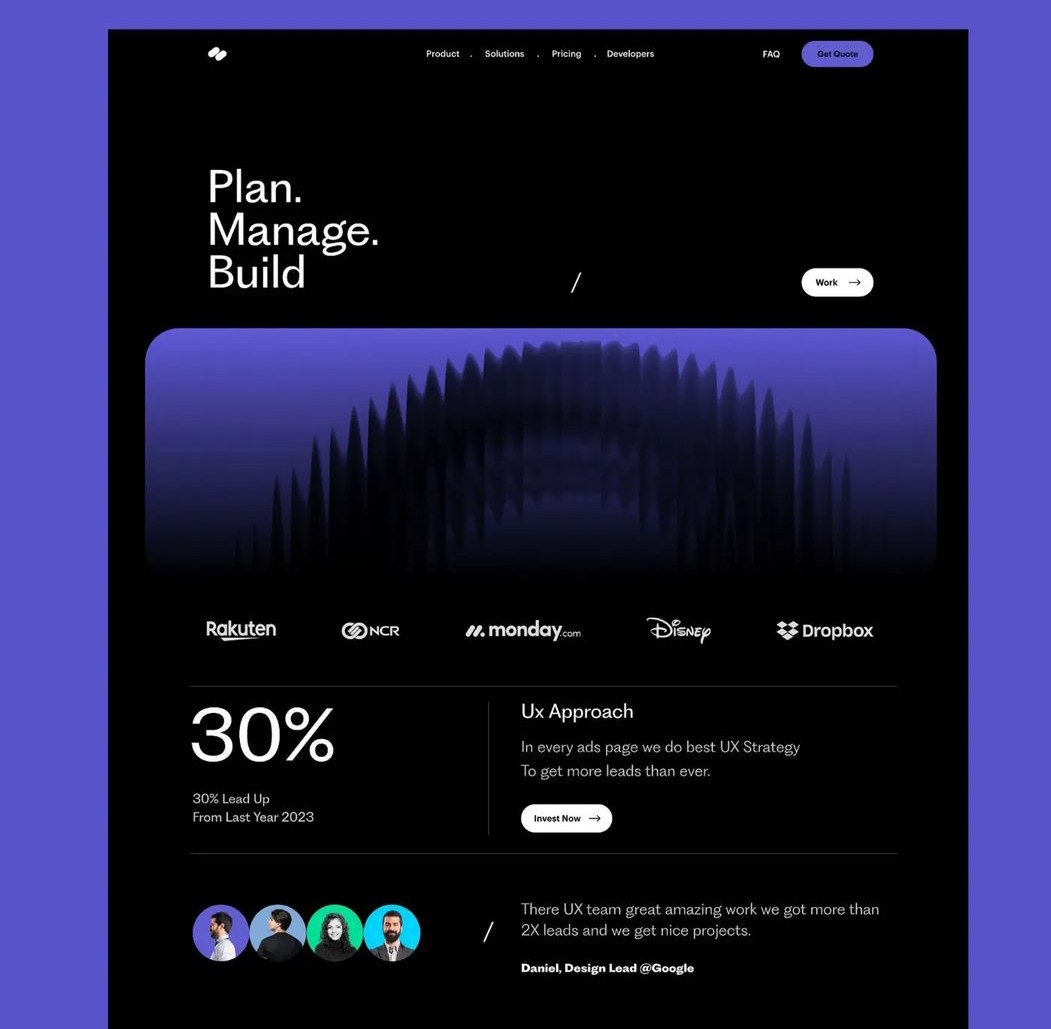 Product . Solutions . Pricing . Developers
FAQ
Get Quote
Plan.
Manage.
Build
/
Work →
Rakuten
NCR
monday.com
Disney
Dropbox
30%
30% Lead Up
From Last Year 2023
Ux Approach
In every ads page we do best UX Strategy
To get more leads than ever.
Invest Now →
/
There UX team great amazing work we got more than
2X leads and we get nice projects.
Daniel, Design Lead @Google